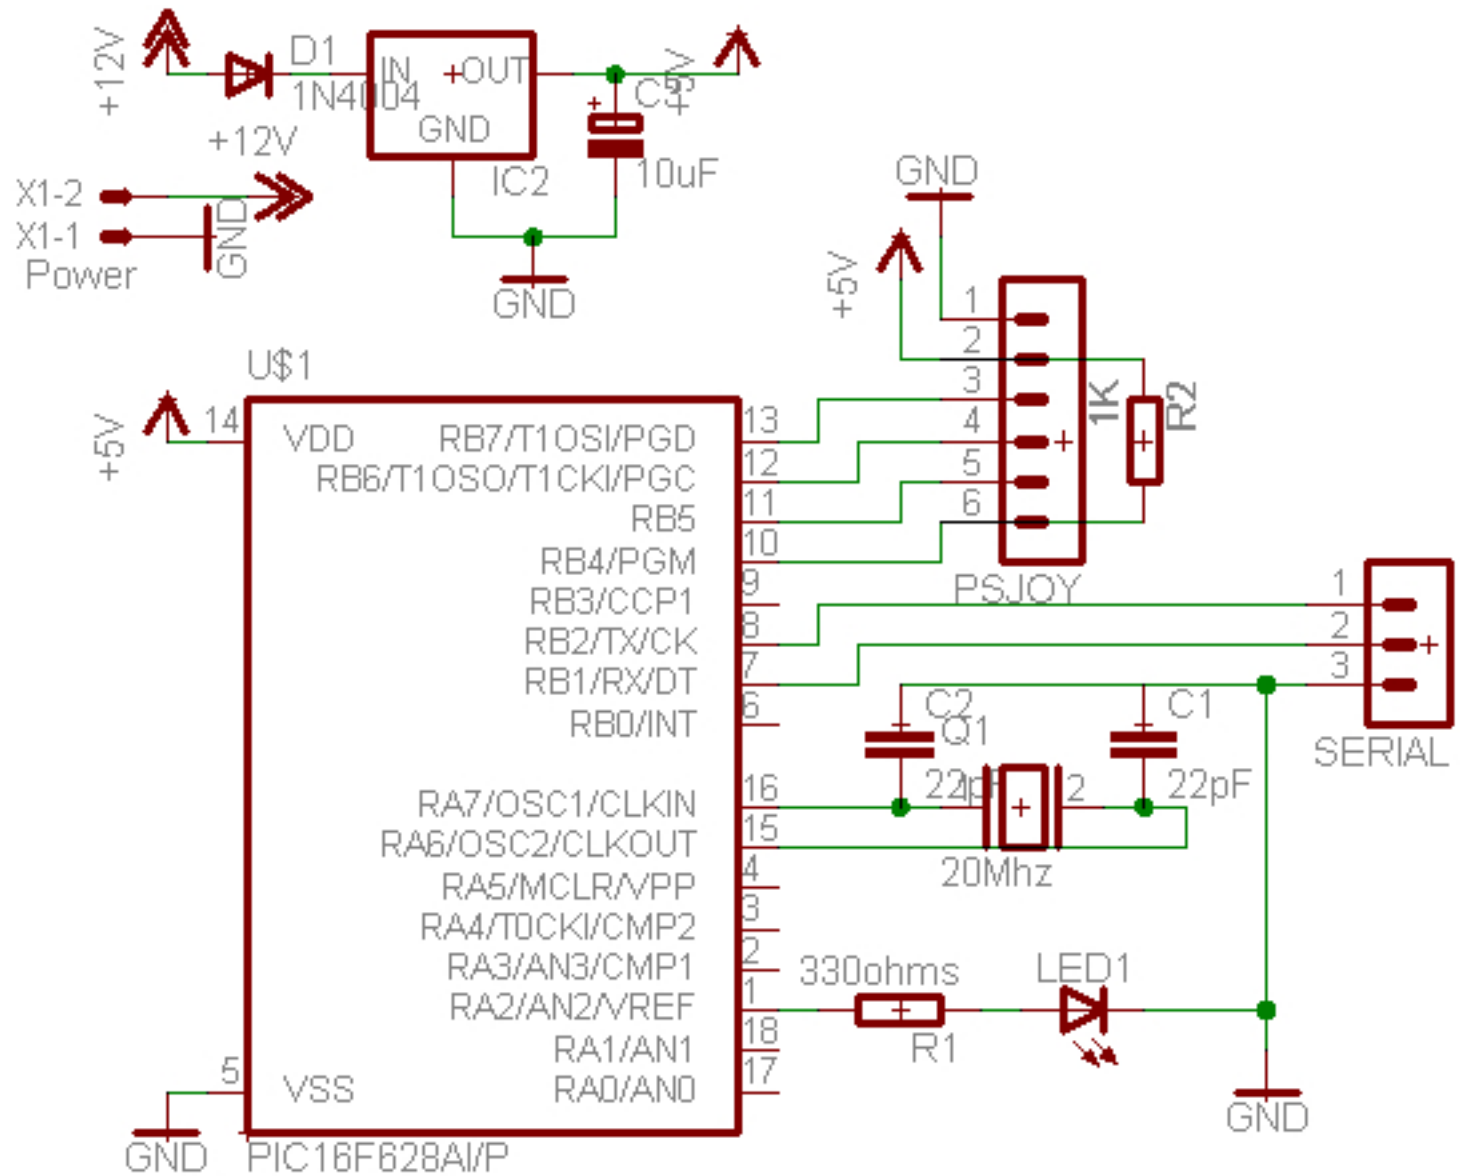 +12V
D1
1N4004
IN
+OUT
GND
IC2
C3
+5V
10uF
GND
+12V
X1-2
X1-1
GND
Power
GND
+5V
1
2
3
4
5
6
1K
R2
PSJOY
U$1
+5V
14
VDD
RB7/T1OSI/PGD
13
RB6/T1OSO/T1CKI/PGC
12
RB5
11
RB4/PGM
10
RB3/CCP1
9
RB2/TX/CK
8
RB1/RX/DT
7
RB0/INT
6
RA7/OSC1/CLKIN
16
RA6/OSC2/CLKOUT
15
RA5/MCLR/VPP
4
RA4/T0CKI/CMP2
3
RA3/AN3/CMP1
2
RA2/AN2/VREF
1
RA1/AN1
18
RA0/AN0
17
5
VSS
GND
PIC16F628AI/P
1
2
3
SERIAL
C2
Q1
22pF
1
2
20Mhz
C1
22pF
330ohms
R1
LED1
GND